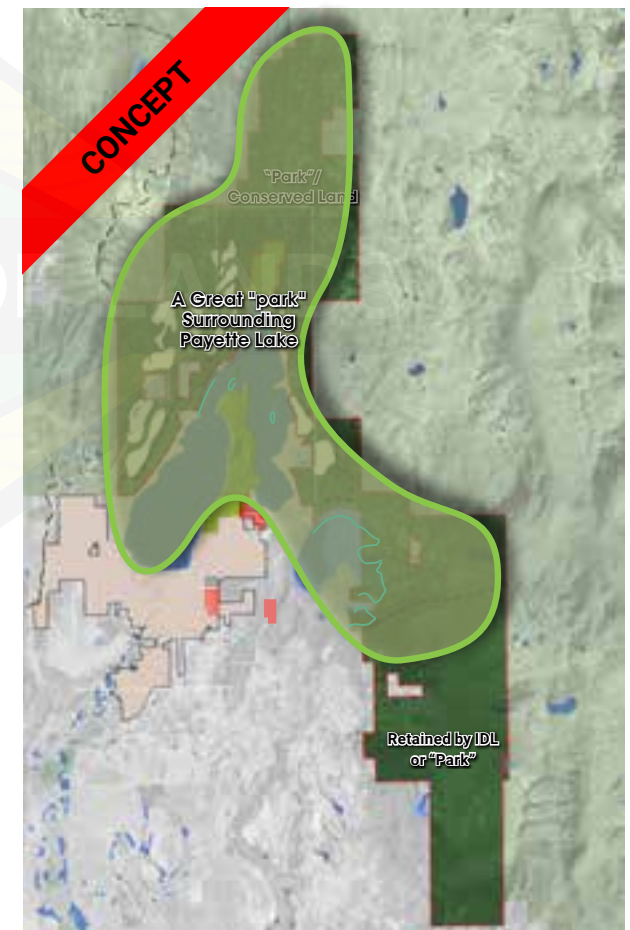 CONCEPT
"Park"/
Conserved Land
A Great "park"
Surrounding
Payette Lake
Retained by IDL
or "Park"